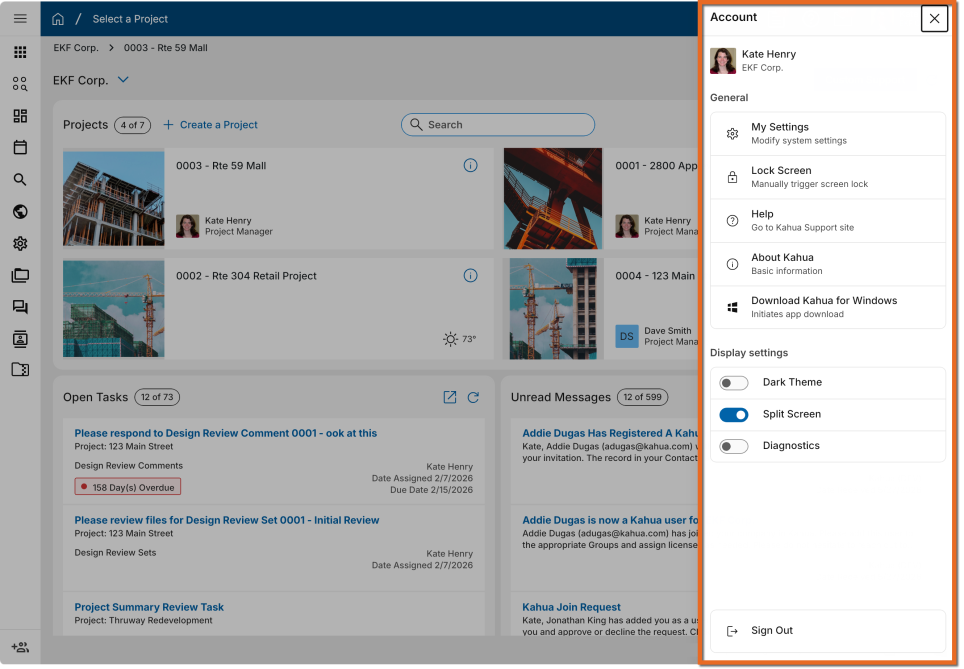 Select a Project
EKF Corp. > 0003 - Rte 59 Mall
EKF Corp.
Projects 4 of 7 + Create a Project
Search
0003 - Rte 59 Mall
Kate Henry
Project Manager
0001 - 2800 App
Kate Henry
Project Mana
0002 - Rte 304 Retail Project
73°
0004 - 123 Main
DS
Dave Smith
Project Mana
Open Tasks 12 of 73
Please respond to Design Review Comment 0001 - ook at this
Project: 123 Main Street
Design Review Comments
158 Day(s) Overdue
Kate Henry
Date Assigned 2/7/2026
Due Date 2/15/2026
Please review files for Design Review Set 0001 - Initial Review
Project: 123 Main Street
Design Review Sets
Kate Henry
Date Assigned 2/7/2026
Project Summary Review Task
Project: Thruway Redevelopment
Unread Messages 12 of 599
Addie Dugas Has Registered A Kahu
Kate, Addie Dugas (adugas@kahua.com)
your invitation. The record in your Contact
Addie Dugas is now a Kahua user fo
Addie Dugas (adugas@kahua.com) has joi
the appropriate Groups and assign license
Kahua Join Request
Kate, Jonathan King has added you as a u
you and approve or decline the request. Cl
Account
Kate Henry
EKF Corp.
General
My Settings
Modify system settings
Lock Screen
Manually trigger screen lock
Help
Go to Kahua Support site
About Kahua
Basic information
Download Kahua for Windows
Initiates app download
Display settings
Dark Theme
Split Screen
Diagnostics
Sign Out